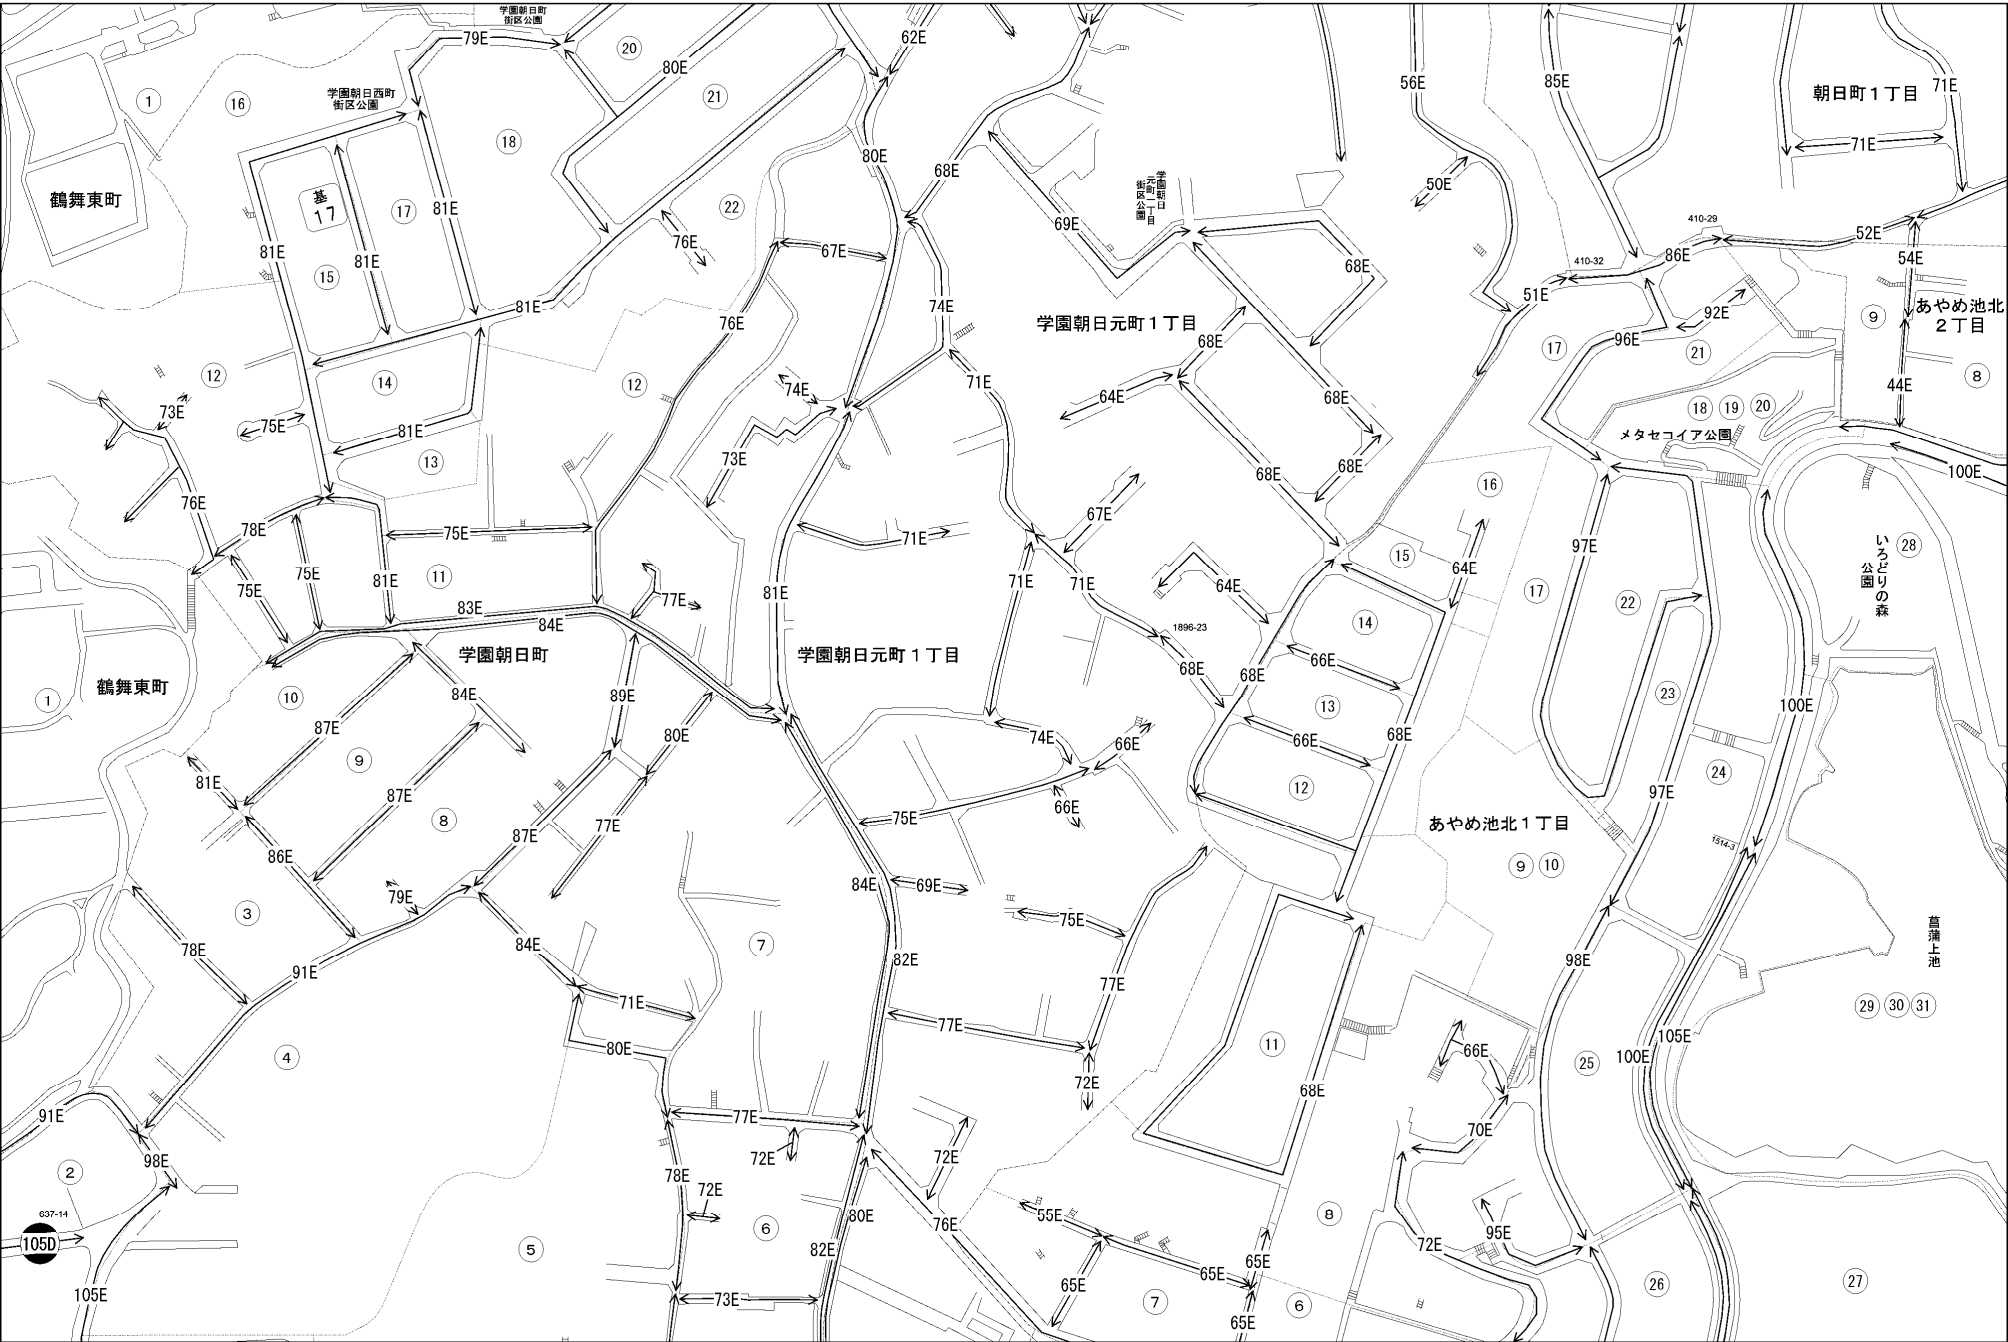 学園朝日町
街区公園
79E
⑳
80E
62E
56E
85E
71E
朝日町１丁目
①
⑯
学園朝日西町
街区公園
㉑
⑱
71E
鶴舞東町
基
17
⑰
81E
80E
68E
50E
学園朝日
元町一丁目
街区公園
69E
㉒
76E
67E
410-29
52E
54E
86E
410-32
81E
81E
⑮
68E
51E
92E
あやめ池北
２丁目
⑨
81E
74E
76E
学園朝日元町１丁目
68E
⑰
96E
㉑
⑧
⑫
⑭
⑫
74E
71E
64E
68E
44E
⑱
⑲
⑳
メタセコイア公園
73E
75E
81E
⑬
73E
68E
68E
100E
⑯
76E
78E
75E
71E
67E
97E
いろどりの森
公園
㉘
⑮
75E
75E
81E
⑪
71E
71E
64E
64E
81E
77E
83E
84E
⑰
㉒
⑭
1896-23
学園朝日町
学園朝日元町１丁目
鶴舞東町
①
⑩
84E
89E
68E
68E
66E
㉓
⑬
100E
87E
80E
74E
66E
66E
68E
⑨
81E
87E
⑫
㉔
97E
66E
75E
⑧
87E
77E
86E
あやめ池北１丁目
1514-3
⑨
⑩
84E
69E
79E
③
75E
78E
84E
⑦
82E
98E
菖蒲上池
91E
71E
77E
77E
㉙
㉚
㉛
④
80E
⑪
66E
100E
105E
㉕
72E
68E
91E
77E
70E
98E
72E
72E
②
78E
72E
637-14
105D
⑥
80E
76E
55E
⑧
95E
72E
⑤
82E
65E
65E
65E
㉖
㉗
105E
73E
⑦
⑥
65E